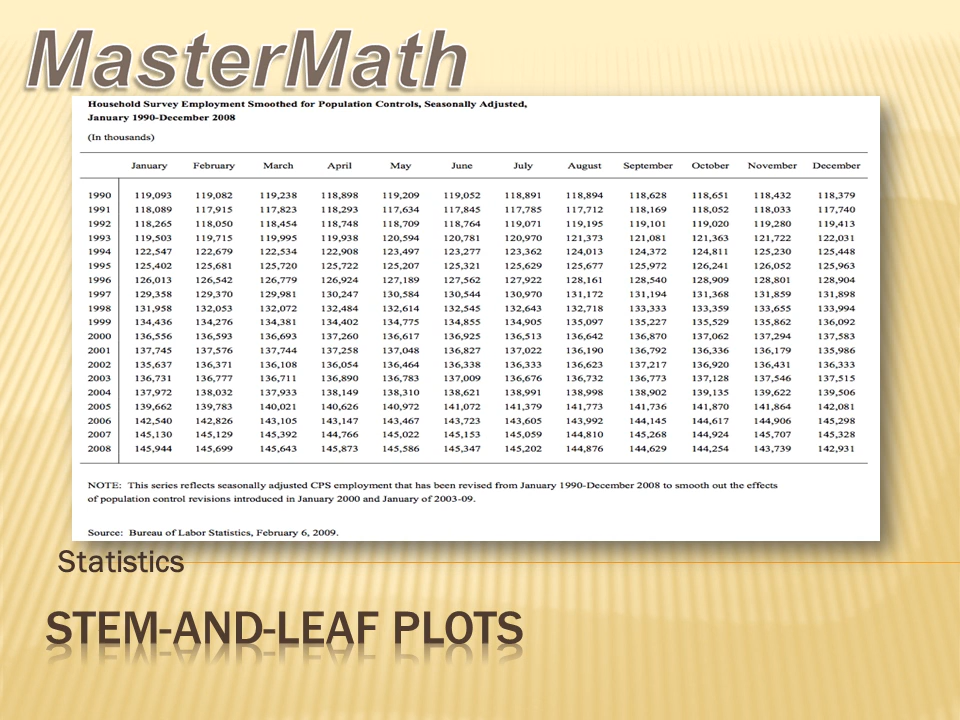 MasterMath
Household Survey Employment Smoothed for Population Controls, Seasonally Adjusted,
January 1990-December 2008
(In thousands)
January February March April May June July August September October November December
1990 119,093 119,082 119,238 118,898 119,209 119,052 118,891 118,894 118,628 118,651 118,432 118,379
1991 118,089 117,915 117,823 118,293 117,634 117,845 117,785 117,712 118,169 118,052 118,033 117,740
1992 118,265 118,050 118,454 118,748 118,709 118,764 119,071 119,195 119,101 119,020 119,280 119,413
1993 119,503 119,715 119,995 119,938 120,594 120,781 120,970 121,373 121,081 121,363 121,722 122,031
1994 122,547 122,679 122,534 122,908 123,497 123,277 123,362 124,013 124,372 124,811 125,230 125,448
1995 125,402 125,681 125,720 125,722 125,207 125,321 125,629 125,677 125,972 126,241 126,052 125,963
1996 126,013 126,542 126,779 126,924 127,189 127,562 127,922 128,161 128,540 128,909 128,801 128,904
1997 129,358 129,370 129,981 130,247 130,584 130,544 130,970 131,172 131,194 131,368 131,859 131,898
1998 131,958 132,053 132,072 132,484 132,614 132,545 132,643 132,718 133,333 133,359 133,655 133,994
1999 134,436 134,276 134,381 134,402 134,775 134,855 134,905 135,097 135,227 135,529 135,862 136,092
2000 136,556 136,593 136,693 137,260 136,617 136,925 136,513 136,642 136,870 137,062 137,294 137,583
2001 137,745 137,576 137,744 137,258 137,048 136,827 137,022 136,190 136,792 136,336 136,179 135,986
2002 135,637 136,371 136,108 136,054 136,464 136,338 136,333 136,623 137,217 136,920 136,431 136,333
2003 136,731 136,777 136,711 136,890 136,783 137,009 136,676 136,732 136,773 137,128 137,546 137,515
2004 137,972 138,032 137,933 138,149 138,310 138,621 138,991 138,998 138,902 139,135 139,622 139,506
2005 139,662 139,783 140,021 140,626 140,972 141,072 141,379 141,773 141,736 141,870 141,864 142,081
2006 142,540 142,826 143,105 143,147 143,467 143,723 143,605 143,992 144,145 144,617 144,906 145,298
2007 145,130 145,129 145,392 144,766 145,022 145,153 145,059 144,810 145,268 144,924 145,707 145,328
2008 145,944 145,699 145,643 145,873 145,586 145,347 145,202 144,876 144,629 144,254 143,739 142,931
NOTE: This series reflects seasonally adjusted CPS employment that has been revised from January 1990-December 2008 to smooth out the effects
of population control revisions introduced in January 2000 and January of 2003-09.
Source: Bureau of Labor Statistics, February 6, 2009.
Statistics
STEM-AND-LEAF PLOTS